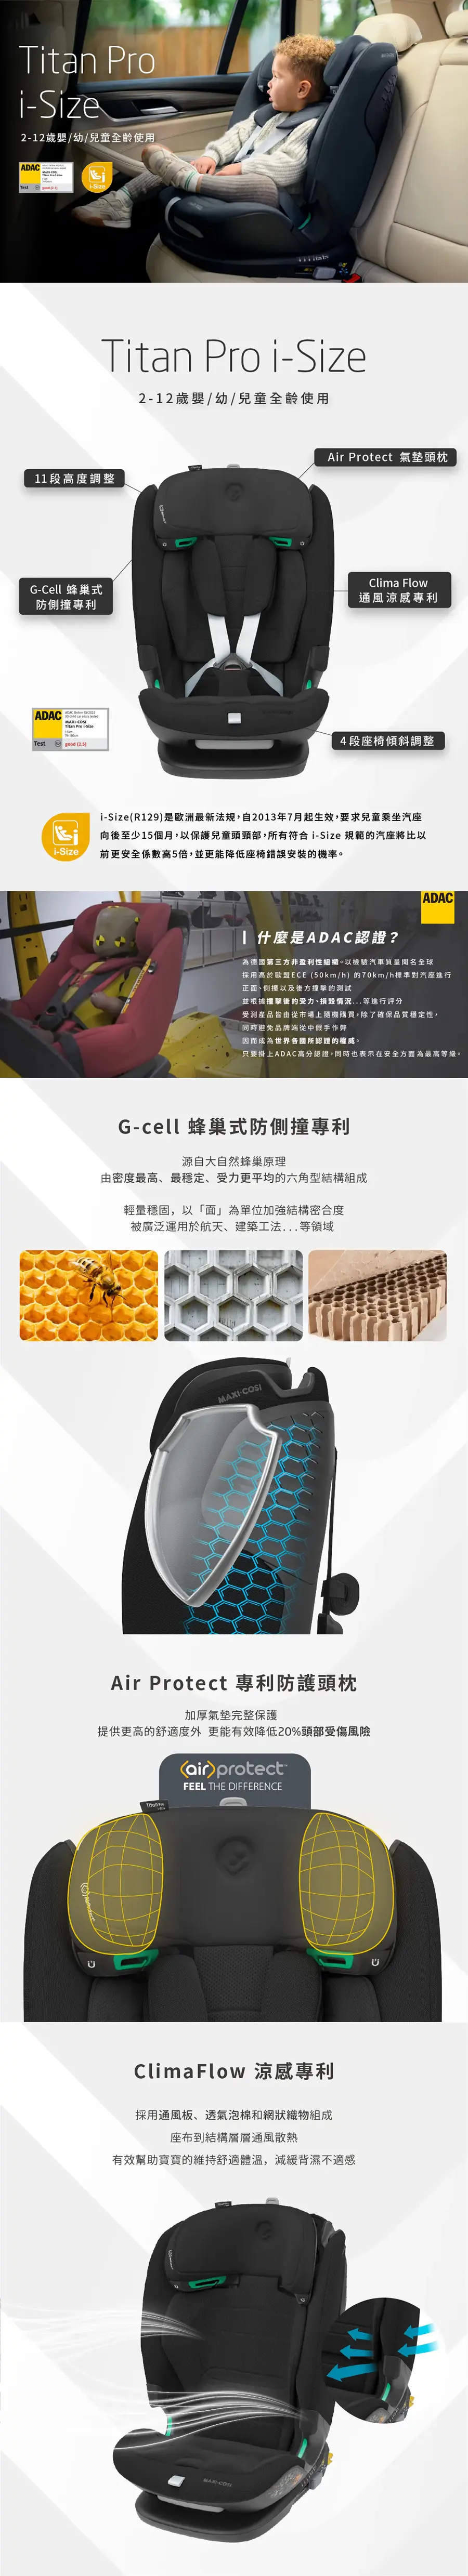 Titan Pro
i-Size
2-12歲嬰/幼/兒童全齡使用
ADAC
MAXI-COSI
Titan Pro i-Size
Test
good (2.5)
i-Size
Titan Pro i-Size
2-12歲嬰/幼/兒童全齡使用
Air Protect 氣墊頭枕
11段高度調整
G-Cell 蜂巢式
防側撞專利
Clima Flow
通風涼感專利
ADAC
MAXI-COSI
Titan Pro i-Size
Test
good (2.5)
4段座椅傾斜調整
i-Size
i-Size(R129)是歐洲最新法規,自2013年7月起生效,要求兒童乘坐汽座
向後至少15個月,以保護兒童頭頸部,所有符合 i-Size 規範的汽座將比以
前更安全係數高5倍,並更能降低座椅錯誤安裝的機率。
ADAC
什麼是ADAC認證?
為德國第三方非盈利性組織。以檢驗汽車質量聞名全球
採用高於歐盟ECE (50km/h) 的70km/h標準對汽座進行
正面、側撞以及後方撞擊的測試
並根據撞擊後的受力、損毀情況...等進行評分
受測產品皆由從市場上隨機購買,除了確保品質穩定性,
同時避免品牌端從中假手作弊
因而成為世界各國所認證的權威。
只要掛上ADAC高分認證,同時也表示在安全方面為最高等級。
G-cell 蜂巢式防側撞專利
源自大自然蜂巢原理
由密度最高、最穩定、受力更平均的六角型結構組成
輕量穩固，以「面」為單位加強結構密合度
被廣泛運用於航天、建築工法...等領域
MAXI-COSI
Air Protect 專利防護頭枕
加厚氣墊完整保護
提供更高的舒適度外 更能有效降低20%頭部受傷風險
(air)protect
FEEL THE DIFFERENCE
ClimaFlow 涼感專利
採用通風板、透氣泡棉和網狀織物組成
座布到結構層層通風散熱
有效幫助寶寶的維持舒適體溫，減緩背濕不適感
MAXI-COSI